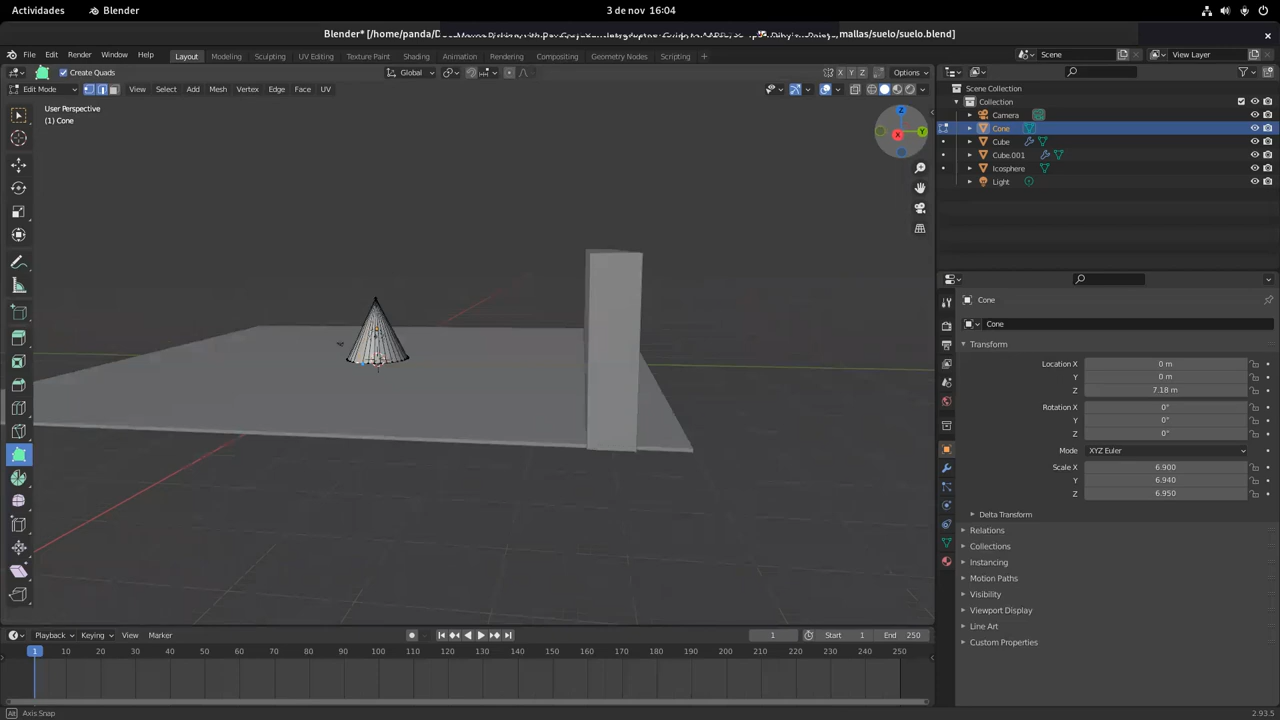 Actividades Blender 3 de nov 16:04
Blender* [/home/panda/ mallas/suelo/suelo.blend]
File Edit Render Window Help Layout Modeling Sculpting UV Editing Texture Paint Shading Animation Rendering Compositing Geometry Nodes Scripting Scene View Layer
Create Quads Global Options
Edit Mode View Select Add Mesh Vertex Edge Face UV
User Perspective
(1) Cone
Z
Y
X
X Y Z
Scene Collection
Collection
Camera
Cone
Cube
Cube.001
Icosphere
Light
Cone
Cone
Transform
Location X 0 m
Y 0 m
Z 7.18 m
Rotation X 0°
Y 0°
Z 0°
Mode XYZ Euler
Scale X 6.900
Y 6.940
Z 6.950
Delta Transform
Relations
Collections
Instancing
Motion Paths
Visibility
Viewport Display
Line Art
Custom Properties
Playback Keying View Marker 1 Start 1 End 250
1 10 20 30 40 50 60 70 80 90 100 110 120 130 140 150 160 170 180 190 200 210 220 230 240 250
Alt Axis Snap 2.93.5